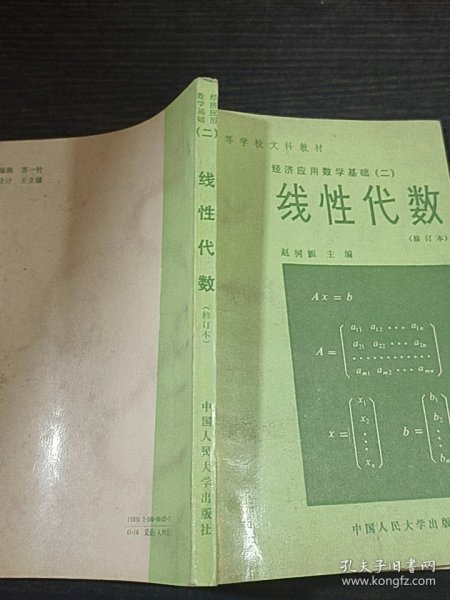 等学校文科教材
经济应用数学基础(二)
线性代数
(修订本)
赵树嫄 主编
Ax = b
A = ( a11 a12 ··· a1n
a21 a22 ··· a2n
··················
am1 am2 ··· amn )
x = ( x1
x2
·
·
xn )
b = ( b1
b2
·
·
bm
中国人民大学出版
经济应用
数学基础
(二)
线性代数
(修订本)
中国人民大学出版社
苏一
王立
孔夫子旧书网
www.kongfz.com